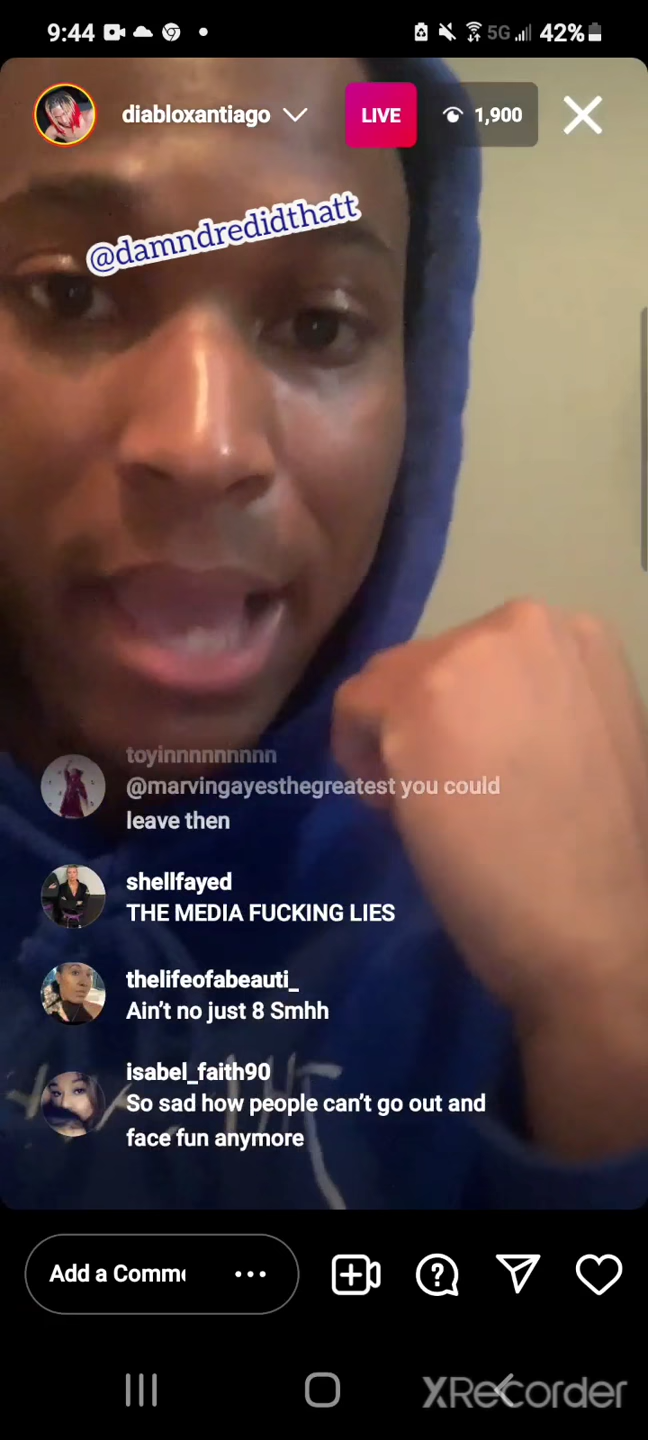 9:44
5G
42%
diabloxantiago
LIVE
1,900
@damndredidthatt
toyinnnnnnnnn
@marvingayesthegreatest you could
leave then
shellfayed
THE MEDIA FUCKING LIES
thelifeofabeauti_
Ain't no just 8 Smhh
isabel_faith90
So sad how people can't go out and
face fun anymore
Add a Comme
XRecorder